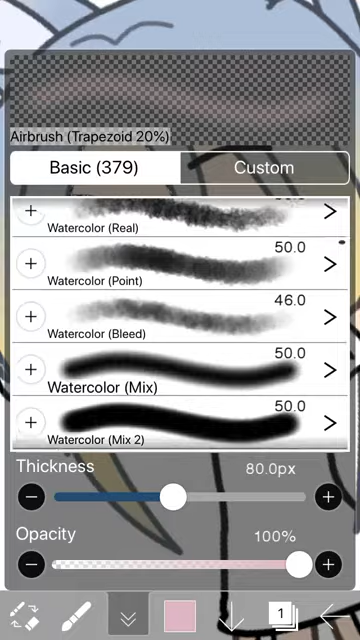 Airbrush (Trapezoid 20%)
Basic (379)
Custom
Watercolor (Real)
50.0
Watercolor (Point)
46.0
Watercolor (Bleed)
50.0
Watercolor (Mix)
50.0
Watercolor (Mix 2)
Thickness
80.0px
Opacity
100%
1